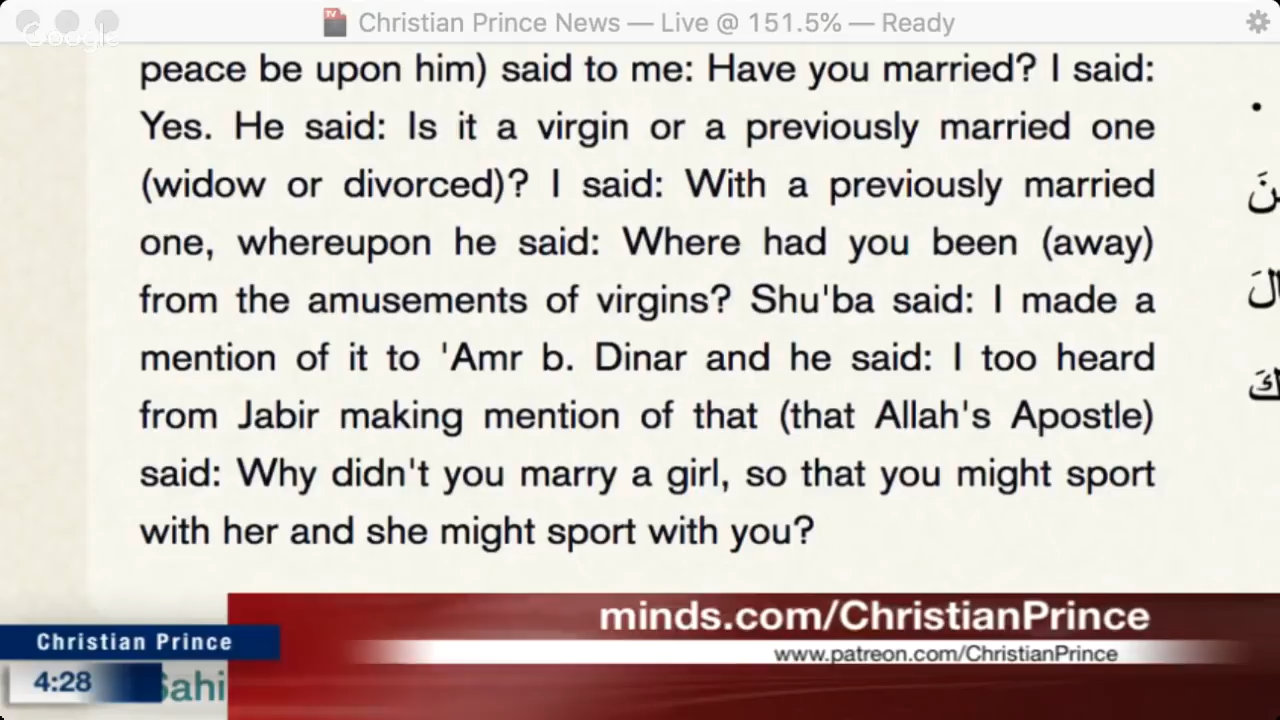 Christian Prince News — Live @ 151.5% — Ready
Google
peace be upon him) said to me: Have you married? I said:
Yes. He said: Is it a virgin or a previously married one
(widow or divorced)? I said: With a previously married
one, whereupon he said: Where had you been (away)
from the amusements of virgins? Shu'ba said: I made a
mention of it to 'Amr b. Dinar and he said: I too heard
from Jabir making mention of that (that Allah's Apostle)
said: Why didn't you marry a girl, so that you might sport
with her and she might sport with you?
minds.com/ChristianPrince
www.patreon.com/ChristianPrince
Christian Prince
4:28